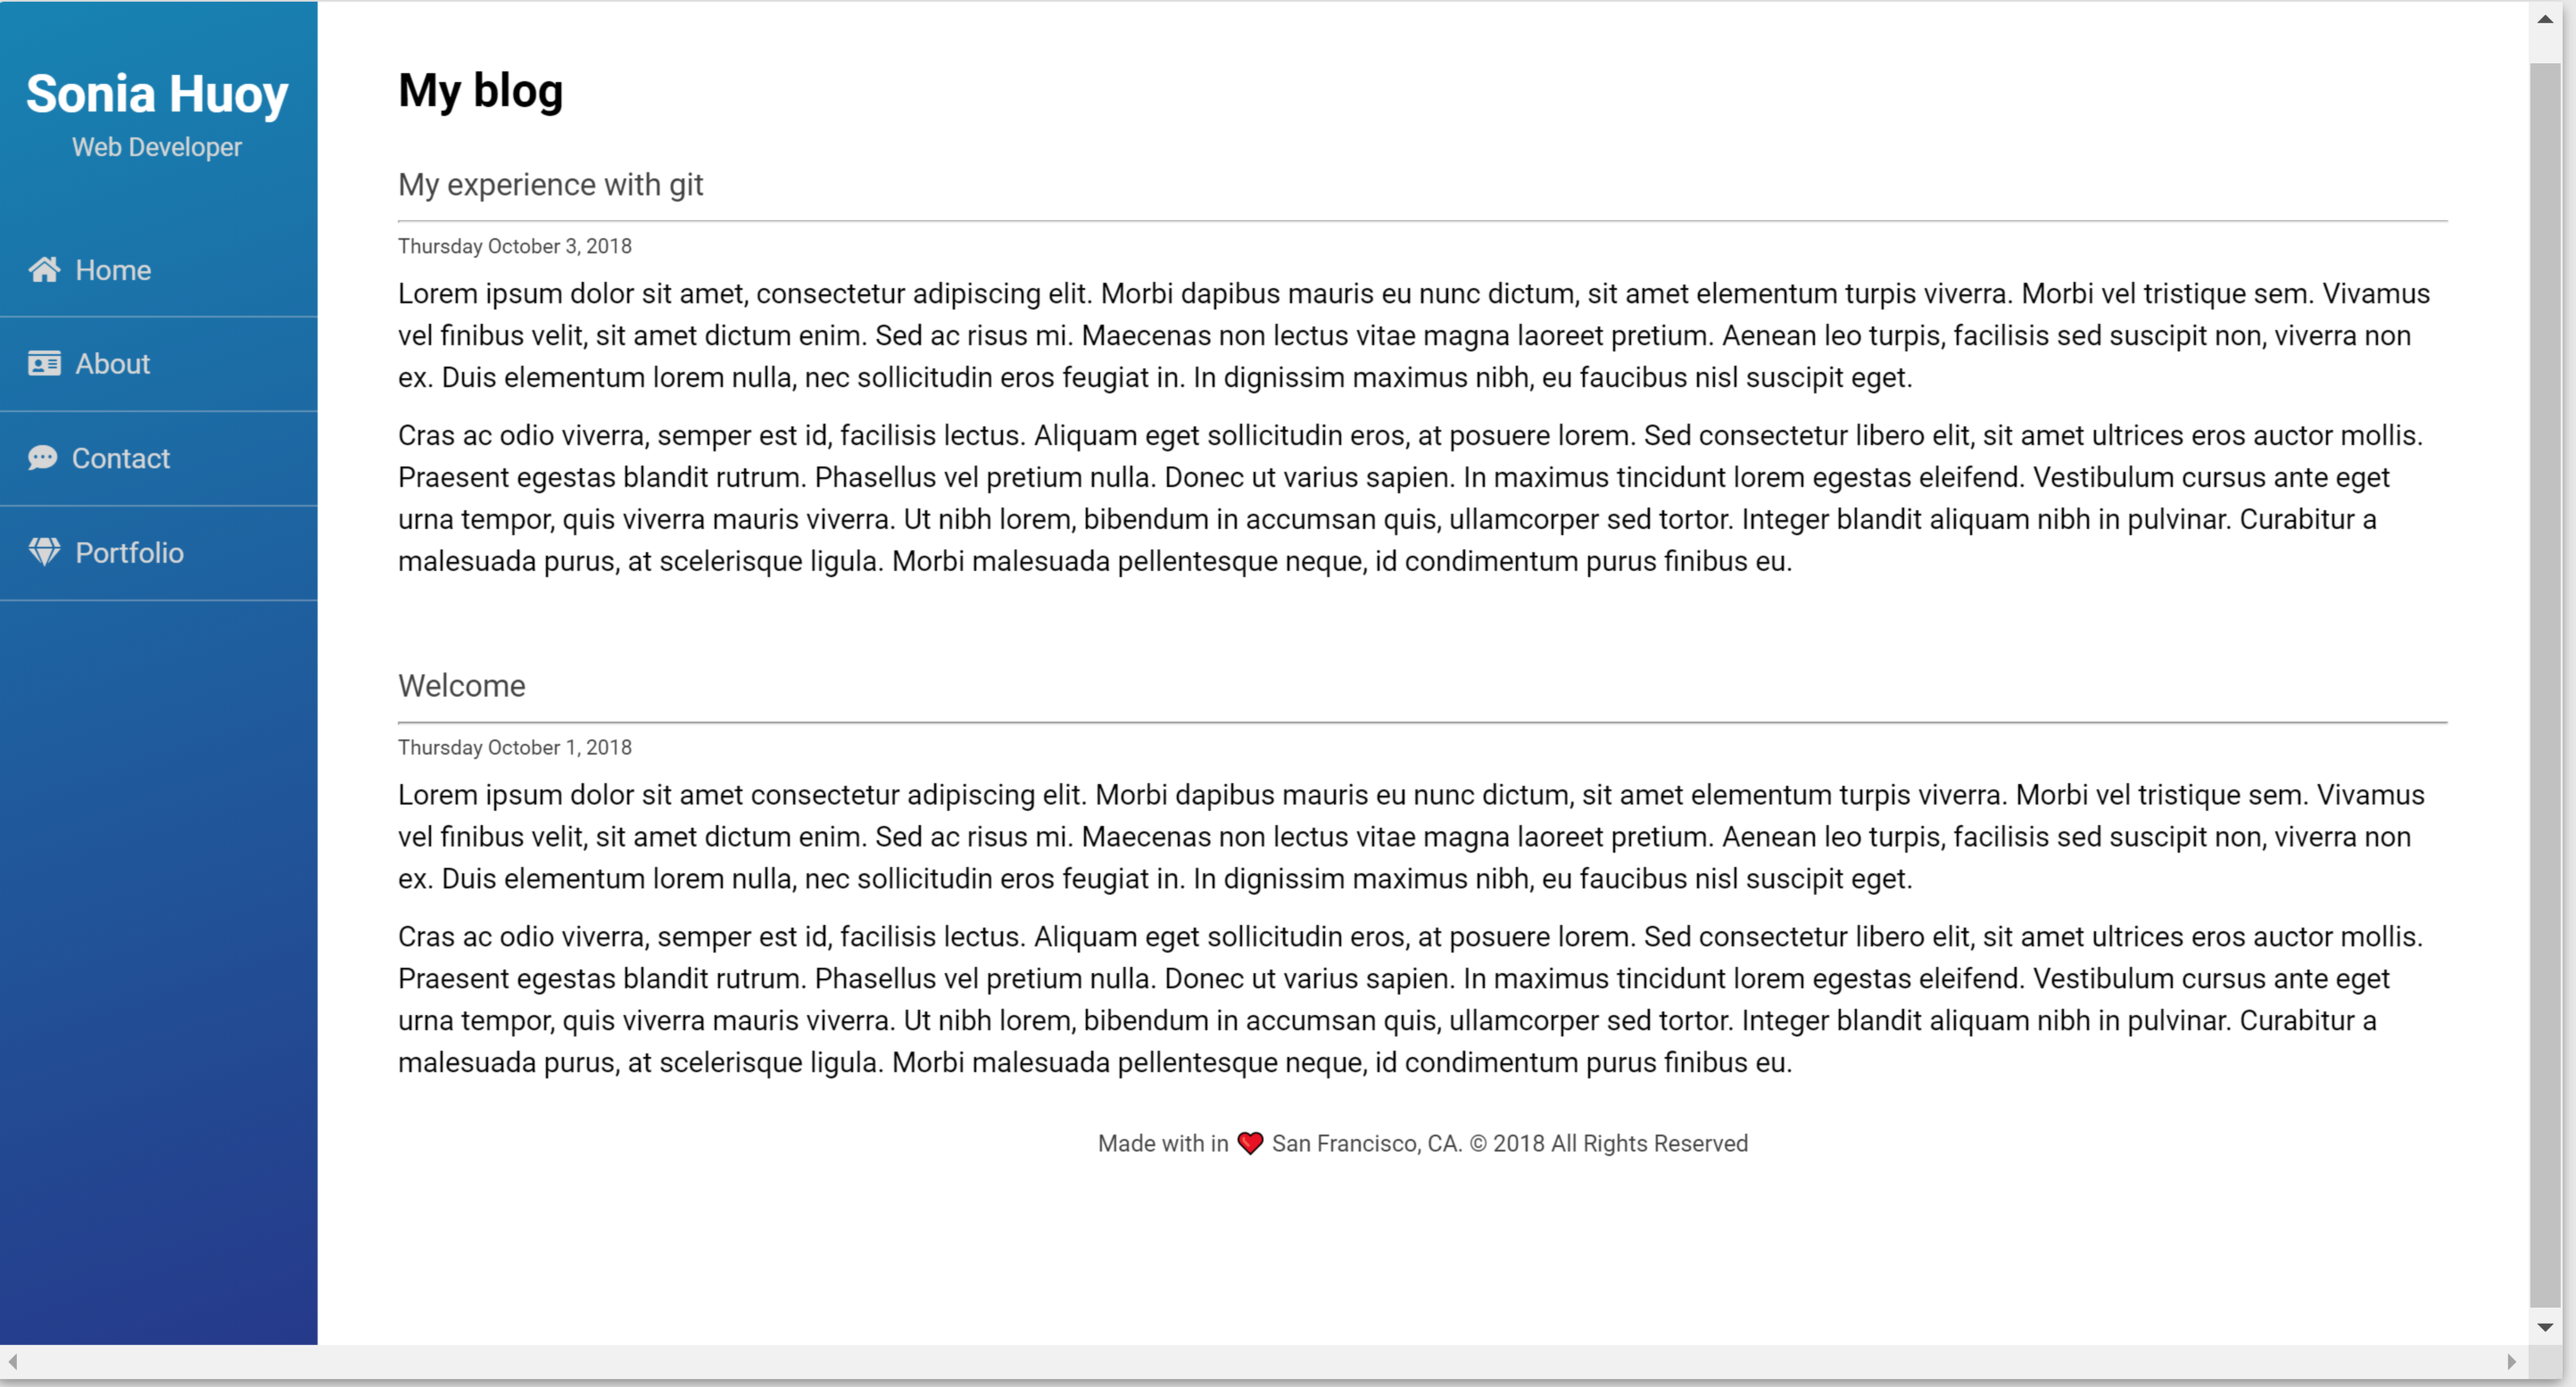 Sonia Huoy
Web Developer
Home
About
Contact
Portfolio
My blog
My experience with git
Thursday October 3, 2018
Lorem ipsum dolor sit amet, consectetur adipiscing elit. Morbi dapibus mauris eu nunc dictum, sit amet elementum turpis viverra. Morbi vel tristique sem. Vivamus
vel finibus velit, sit amet dictum enim. Sed ac risus mi. Maecenas non lectus vitae magna laoreet pretium. Aenean leo turpis, facilisis sed suscipit non, viverra non
ex. Duis elementum lorem nulla, nec sollicitudin eros feugiat in. In dignissim maximus nibh, eu faucibus nisl suscipit eget.
Cras ac odio viverra, semper est id, facilisis lectus. Aliquam eget sollicitudin eros, at posuere lorem. Sed consectetur libero elit, sit amet ultrices eros auctor mollis.
Praesent egestas blandit rutrum. Phasellus vel pretium nulla. Donec ut varius sapien. In maximus tincidunt lorem egestas eleifend. Vestibulum cursus ante eget
urna tempor, quis viverra mauris viverra. Ut nibh lorem, bibendum in accumsan quis, ullamcorper sed tortor. Integer blandit aliquam nibh in pulvinar. Curabitur a
malesuada purus, at scelerisque ligula. Morbi malesuada pellentesque neque, id condimentum purus finibus eu.
Welcome
Thursday October 1, 2018
Lorem ipsum dolor sit amet consectetur adipiscing elit. Morbi dapibus mauris eu nunc dictum, sit amet elementum turpis viverra. Morbi vel tristique sem. Vivamus
vel finibus velit, sit amet dictum enim. Sed ac risus mi. Maecenas non lectus vitae magna laoreet pretium. Aenean leo turpis, facilisis sed suscipit non, viverra non
ex. Duis elementum lorem nulla, nec sollicitudin eros feugiat in. In dignissim maximus nibh, eu faucibus nisl suscipit eget.
Cras ac odio viverra, semper est id, facilisis lectus. Aliquam eget sollicitudin eros, at posuere lorem. Sed consectetur libero elit, sit amet ultrices eros auctor mollis.
Praesent egestas blandit rutrum. Phasellus vel pretium nulla. Donec ut varius sapien. In maximus tincidunt lorem egestas eleifend. Vestibulum cursus ante eget
urna tempor, quis viverra mauris viverra. Ut nibh lorem, bibendum in accumsan quis, ullamcorper sed tortor. Integer blandit aliquam nibh in pulvinar. Curabitur a
malesuada purus, at scelerisque ligula. Morbi malesuada pellentesque neque, id condimentum purus finibus eu.
Made with in ❤️ San Francisco, CA. © 2018 All Rights Reserved